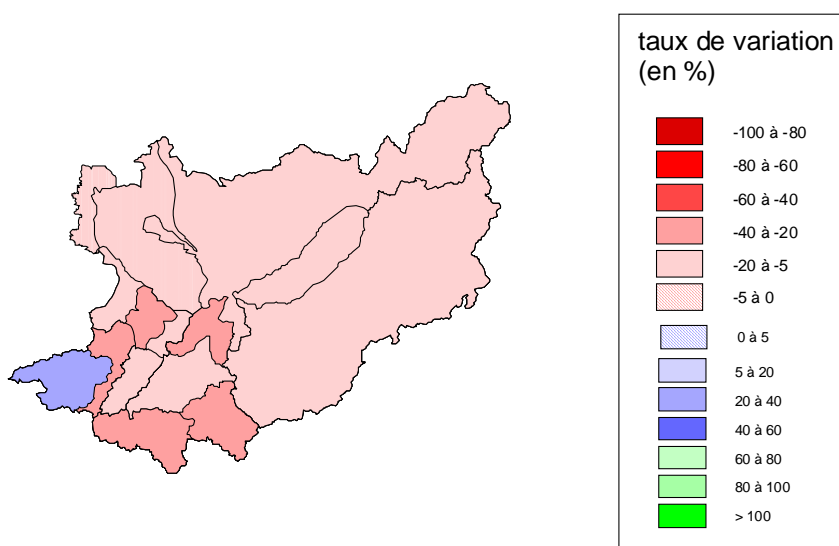 taux de variation
(en %)
-100 à -80
-80 à -60
-60 à -40
-40 à -20
-20 à -5
-5 à 0
0 à 5
5 à 20
20 à 40
40 à 60
60 à 80
80 à 100
> 100